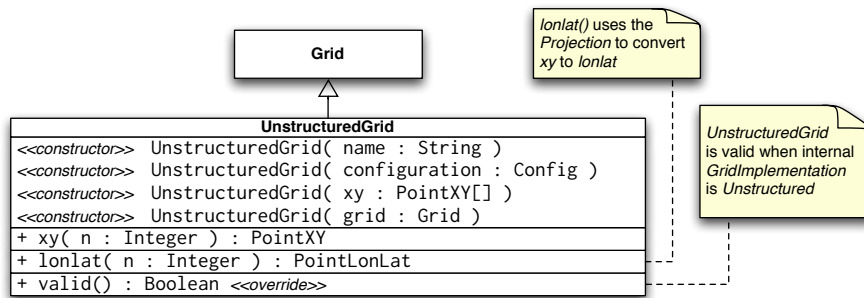 Grid
lonlat() uses the
Projection to convert
xy to lonlat
UnstructuredGrid
<<constructor>> UnstructuredGrid( name : String )
<<constructor>> UnstructuredGrid( configuration : Config )
<<constructor>> UnstructuredGrid( xy : PointXY[] )
<<constructor>> UnstructuredGrid( grid : Grid )
+ xy( n : Integer ) : PointXY
+ lonlat( n : Integer ) : PointLonLat
+ valid() : Boolean <<override>>
UnstructuredGrid
is valid when internal
GridImplementation
is Unstructured